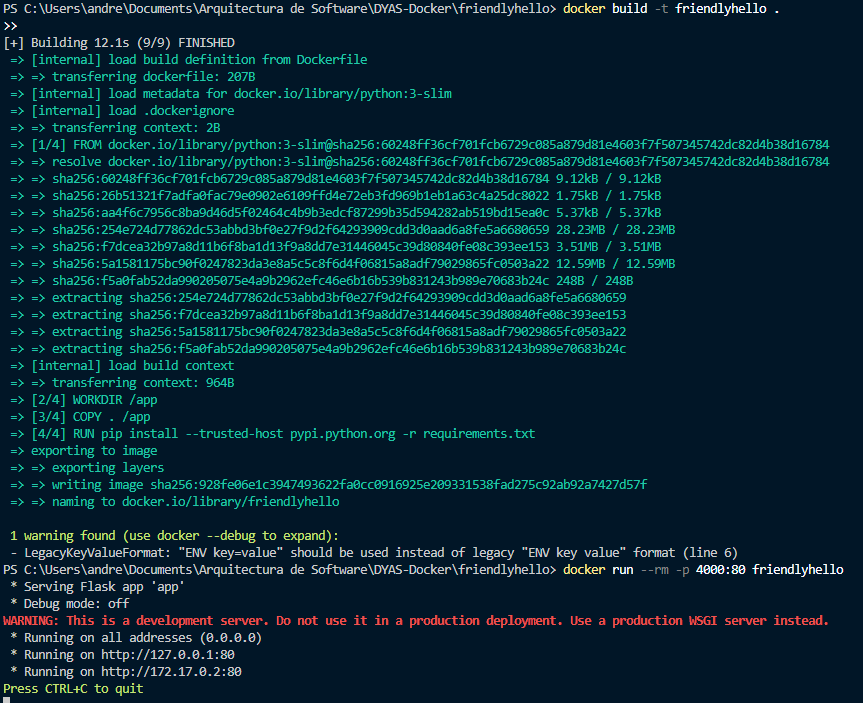 PS C:\Users\andre\Documents\Arquitectura de Software\DYAS-Docker\friendlyhello> docker build -t friendlyhello .
>>
[+] Building 12.1s (9/9) FINISHED
=> [internal] load build definition from Dockerfile
=> => transferring dockerfile: 207B
=> [internal] load metadata for docker.io/library/python:3-slim
=> [internal] load .dockerignore
=> => transferring context: 2B
=> [1/4] FROM docker.io/library/python:3-slim@sha256:60248ff36cf701fcb6729c085a879d81e4603f7f507345742dc82d4b38d16784
=> => resolve docker.io/library/python:3-slim@sha256:60248ff36cf701fcb6729c085a879d81e4603f7f507345742dc82d4b38d16784
=> => sha256:60248ff36cf701fcb6729c085a879d81e4603f7f507345742dc82d4b38d16784 9.12kB / 9.12kB
=> => sha256:26b51321f7adfa0fac79e0902e6109ffd4e72eb3fd969b1eb1a63c4a25dc8022 1.75kB / 1.75kB
=> => sha256:aa4f6c7956c8ba9d46d5f02464c4b9b3edcf87299b35d594282ab519bd15ea0c 5.37kB / 5.37kB
=> => sha256:254e724d77862dc53abbd3bf0e27f9d2f64293909cdd3d0aad6a8fe5a6680659 28.23MB / 28.23MB
=> => sha256:f7dcea32b97a8d11b6f8ba1d13f9a8dd7e31446045c39d80840fe08c393ee153 3.51MB / 3.51MB
=> => sha256:5a1581175bc90f0247823da3e8a5c5c8f6d4f06815a8adf79029865fc0503a22 12.59MB / 12.59MB
=> => sha256:f5a0fab52da990205075e4a9b2962efc46e6b16b539b831243b989e70683b24c 248B / 248B
=> => extracting sha256:254e724d77862dc53abbd3bf0e27f9d2f64293909cdd3d0aad6a8fe5a6680659
=> => extracting sha256:f7dcea32b97a8d11b6f8ba1d13f9a8dd7e31446045c39d80840fe08c393ee153
=> => extracting sha256:5a1581175bc90f0247823da3e8a5c5c8f6d4f06815a8adf79029865fc0503a22
=> => extracting sha256:f5a0fab52da990205075e4a9b2962efc46e6b16b539b831243b989e70683b24c
=> [internal] load build context
=> => transferring context: 964B
=> [2/4] WORKDIR /app
=> [3/4] COPY . /app
=> [4/4] RUN pip install --trusted-host pypi.python.org -r requirements.txt
=> exporting to image
=> => exporting layers
=> => writing image sha256:928fe06e1c3947493622fa0cc0916925e209331538fad275c92ab92a7427d57f
=> => naming to docker.io/library/friendlyhello
1 warning found (use docker --debug to expand):
- LegacyKeyValueFormat: "ENV key=value" should be used instead of legacy "ENV key value" format (line 6)
PS C:\Users\andre\Documents\Arquitectura de Software\DYAS-Docker\friendlyhello> docker run --rm -p 4000:80 friendlyhello
* Serving Flask app 'app'
* Debug mode: off
WARNING: This is a development server. Do not use it in a production deployment. Use a production WSGI server instead.
* Running on all addresses (0.0.0.0)
* Running on http://127.0.0.1:80
* Running on http://172.17.0.2:80
Press CTRL+C to quit